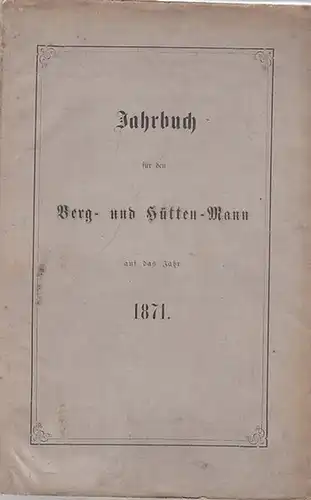 Jahrbuch
für den
Berg- und Hütten-Mann
auf das Jahr
1871.